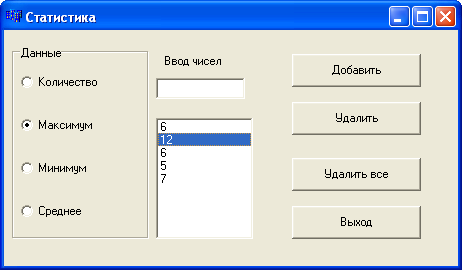 Статистика
Данные
Количество
Максимум
Минимум
Среднее
Ввод чисел
6
12
6
5
7
Добавить
Удалить
Удалить все
Выход